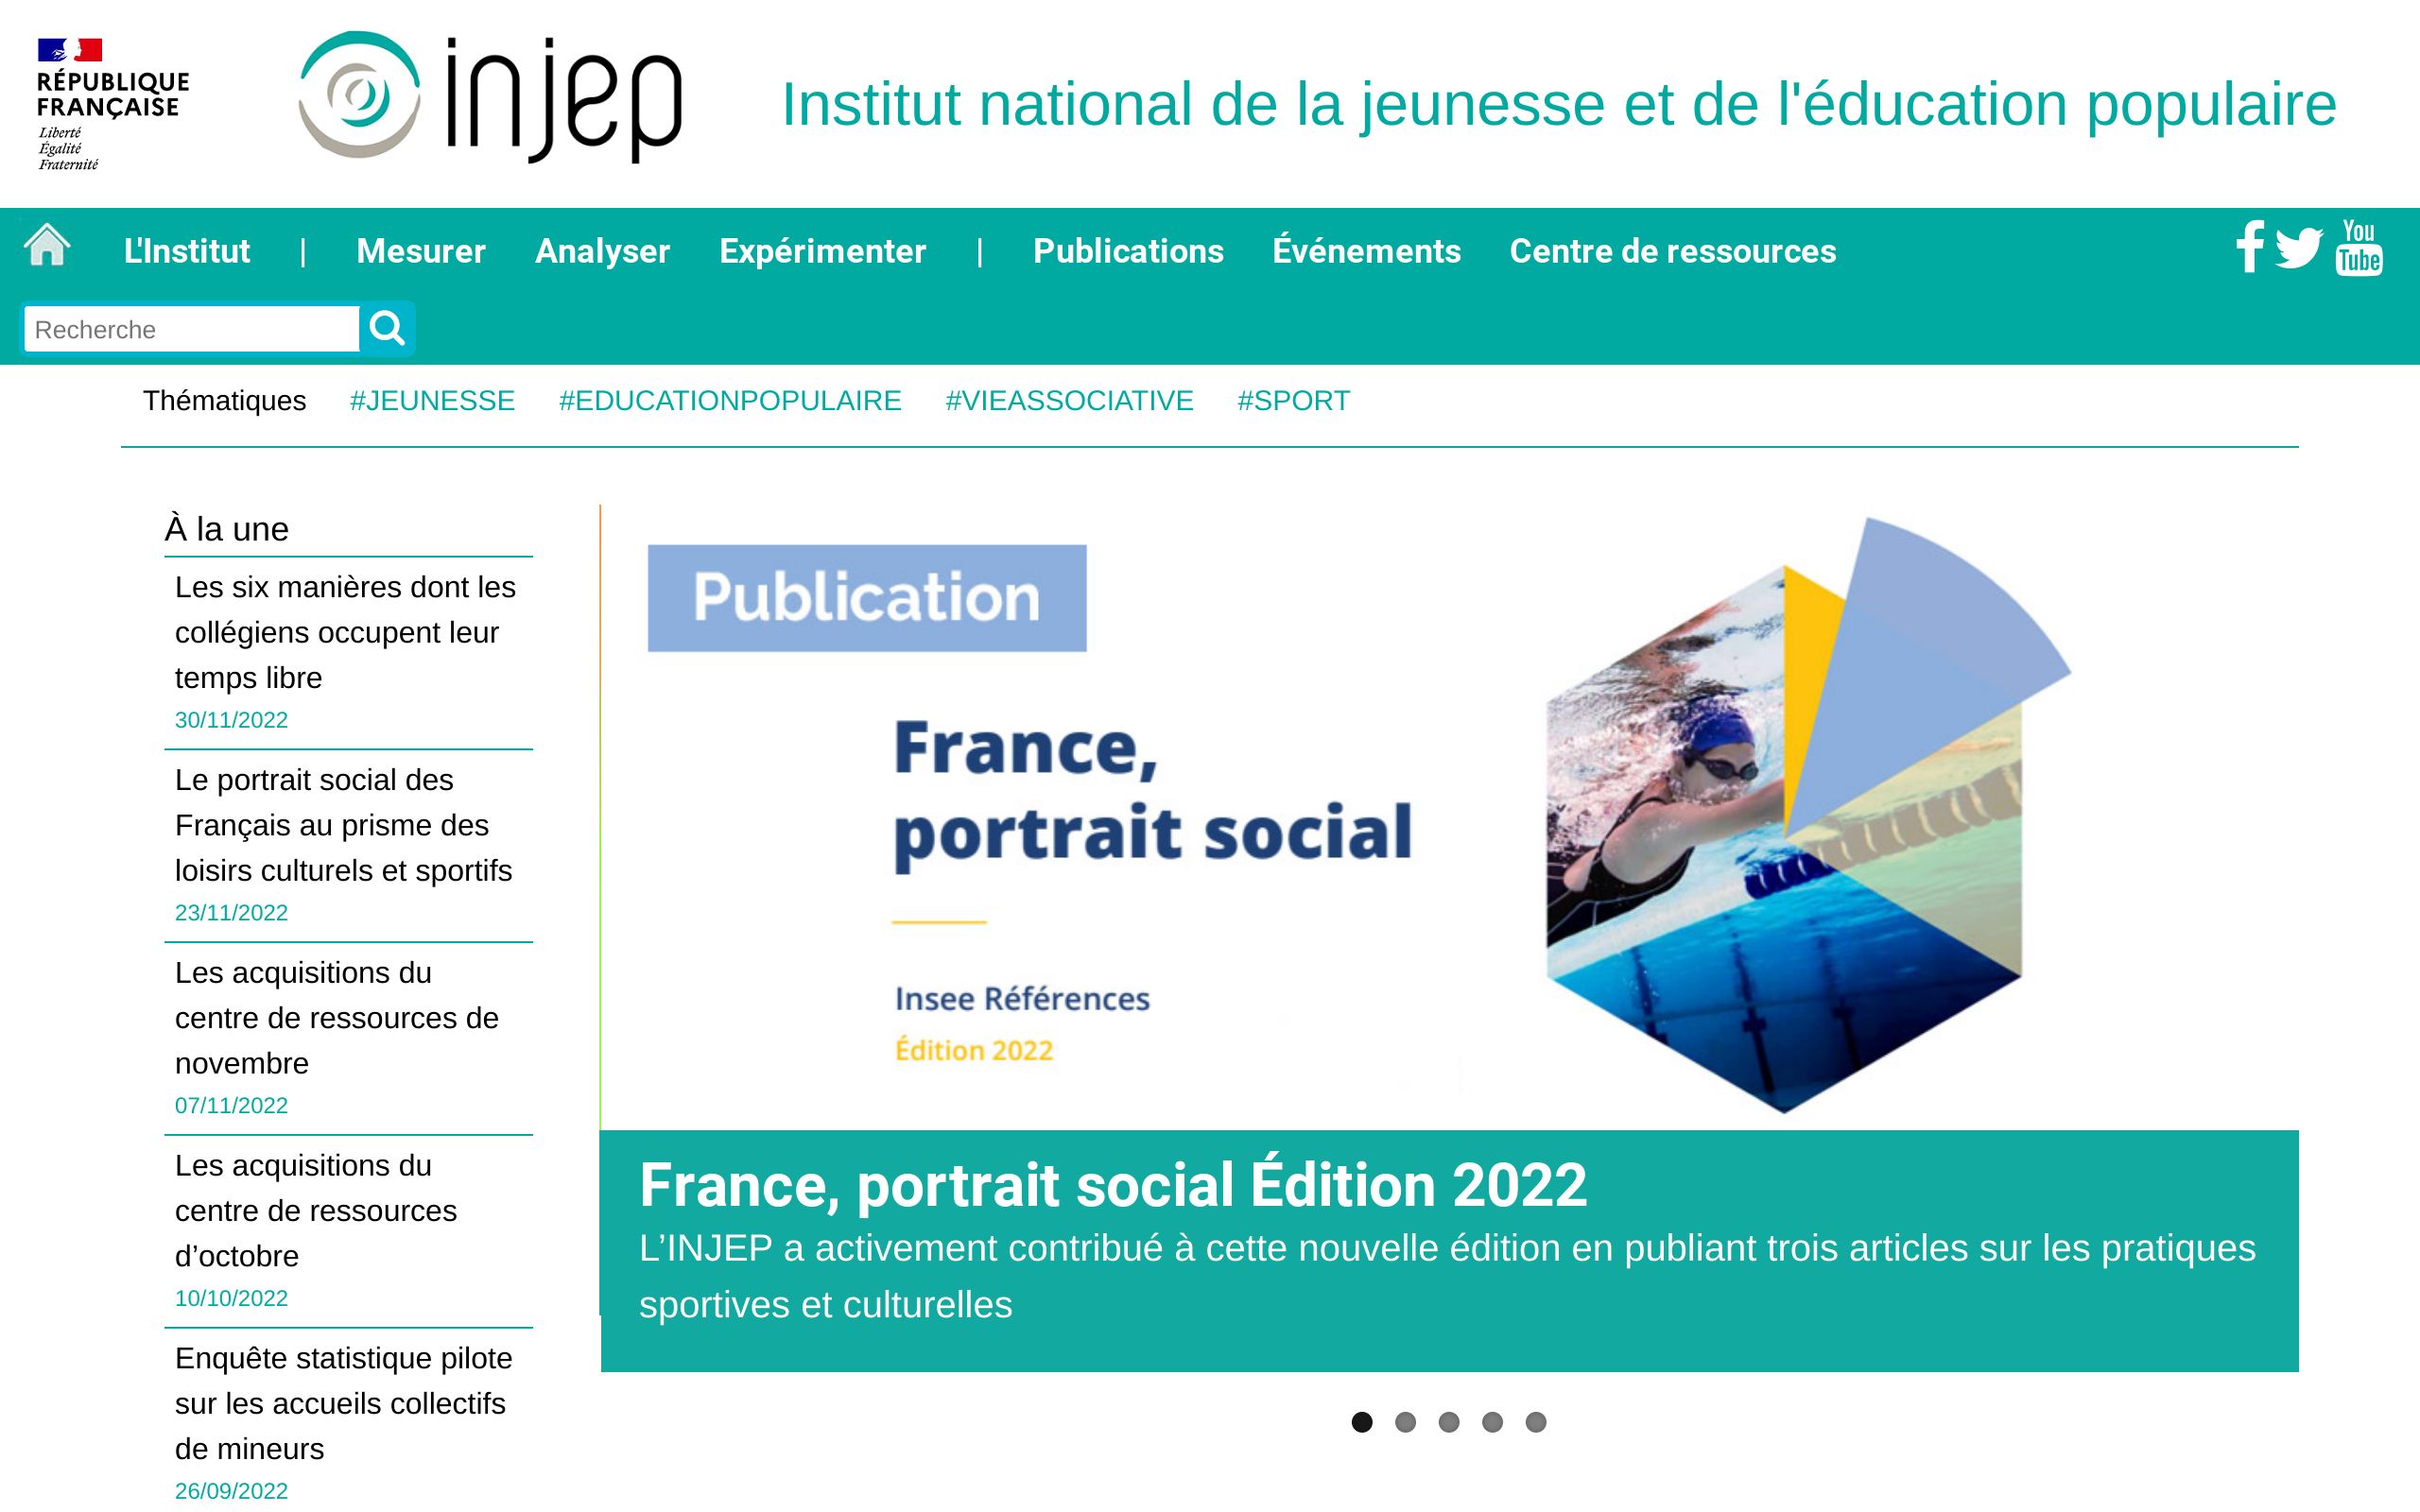 RÉPUBLIQUE
FRANÇAISE
Liberté
Égalité
Fraternité
injep
Institut national de la jeunesse et de l'éducation populaire
L'Institut | Mesurer Analyser Expérimenter | Publications Événements Centre de ressources
You
Tube
Recherche
Thématiques #JEUNESSE #EDUCATIONPOPULAIRE #VIEASSOCIATIVE #SPORT
À la une
Les six manières dont les
collégiens occupent leur
temps libre
30/11/2022
Le portrait social des
Français au prisme des
loisirs culturels et sportifs
23/11/2022
Les acquisitions du
centre de ressources de
novembre
07/11/2022
Les acquisitions du
centre de ressources
d’octobre
10/10/2022
Enquête statistique pilote
sur les accueils collectifs
de mineurs
26/09/2022
Publication
France,
portrait social
Insee Références
Édition 2022
France, portrait social Édition 2022
L’INJEP a activement contribué à cette nouvelle édition en publiant trois articles sur les pratiques
sportives et culturelles